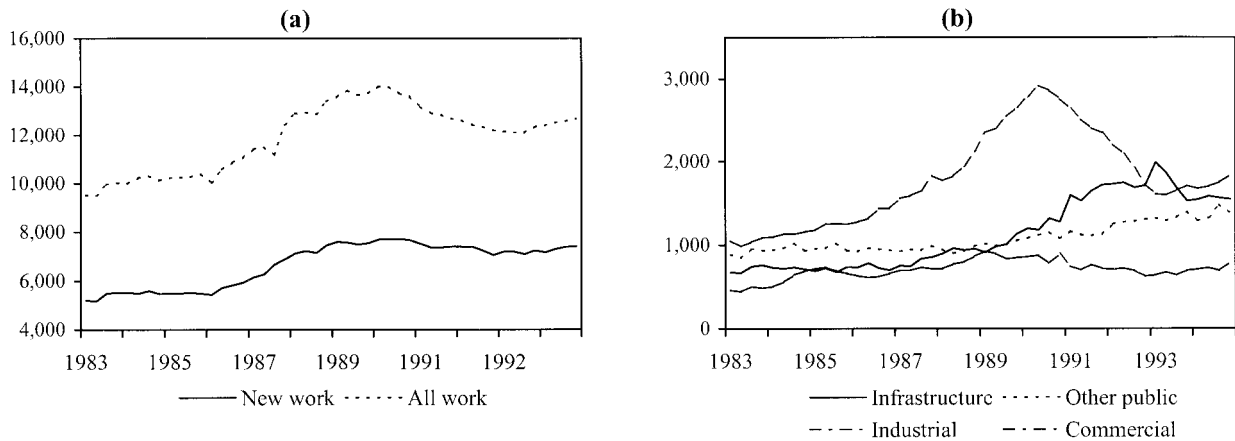 (a)
16,000
14,000
12,000
10,000
8,000
6,000
4,000
1983 1985 1987 1989 1991 1992
New work All work
(b)
3,000
2,000
1,000
0
1983 1985 1987 1989 1991 1993
Infrastructure Other public
Industrial Commercial